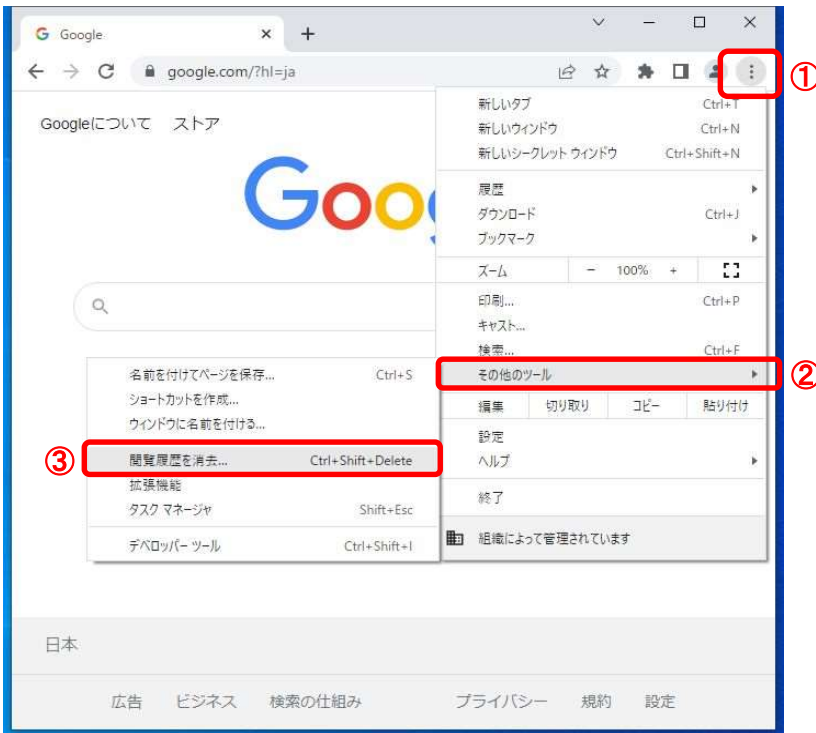 Google
google.com/?hl=ja
①
Googleについて ストア
Goo
新しいタブ Ctrl+T
新しいウィンドウ Ctrl+N
新しいシークレット ウィンドウ Ctrl+Shift+N
履歴
ダウンロード Ctrl+J
ブックマーク
ズーム − 100% +
印刷... Ctrl+P
キャスト...
検索... Ctrl+F
その他のツール
②
編集 切り取り コピー 貼り付け
設定
ヘルプ
終了
組織によって管理されています
名前を付けてページを保存... Ctrl+S
ショートカットを作成...
ウィンドウに名前を付ける...
③
閲覧履歴を消去... Ctrl+Shift+Delete
拡張機能
タスク マネージャ Shift+Esc
デベロッパー ツール Ctrl+Shift+I
日本
広告 ビジネス 検索の仕組み プライバシー 規約 設定